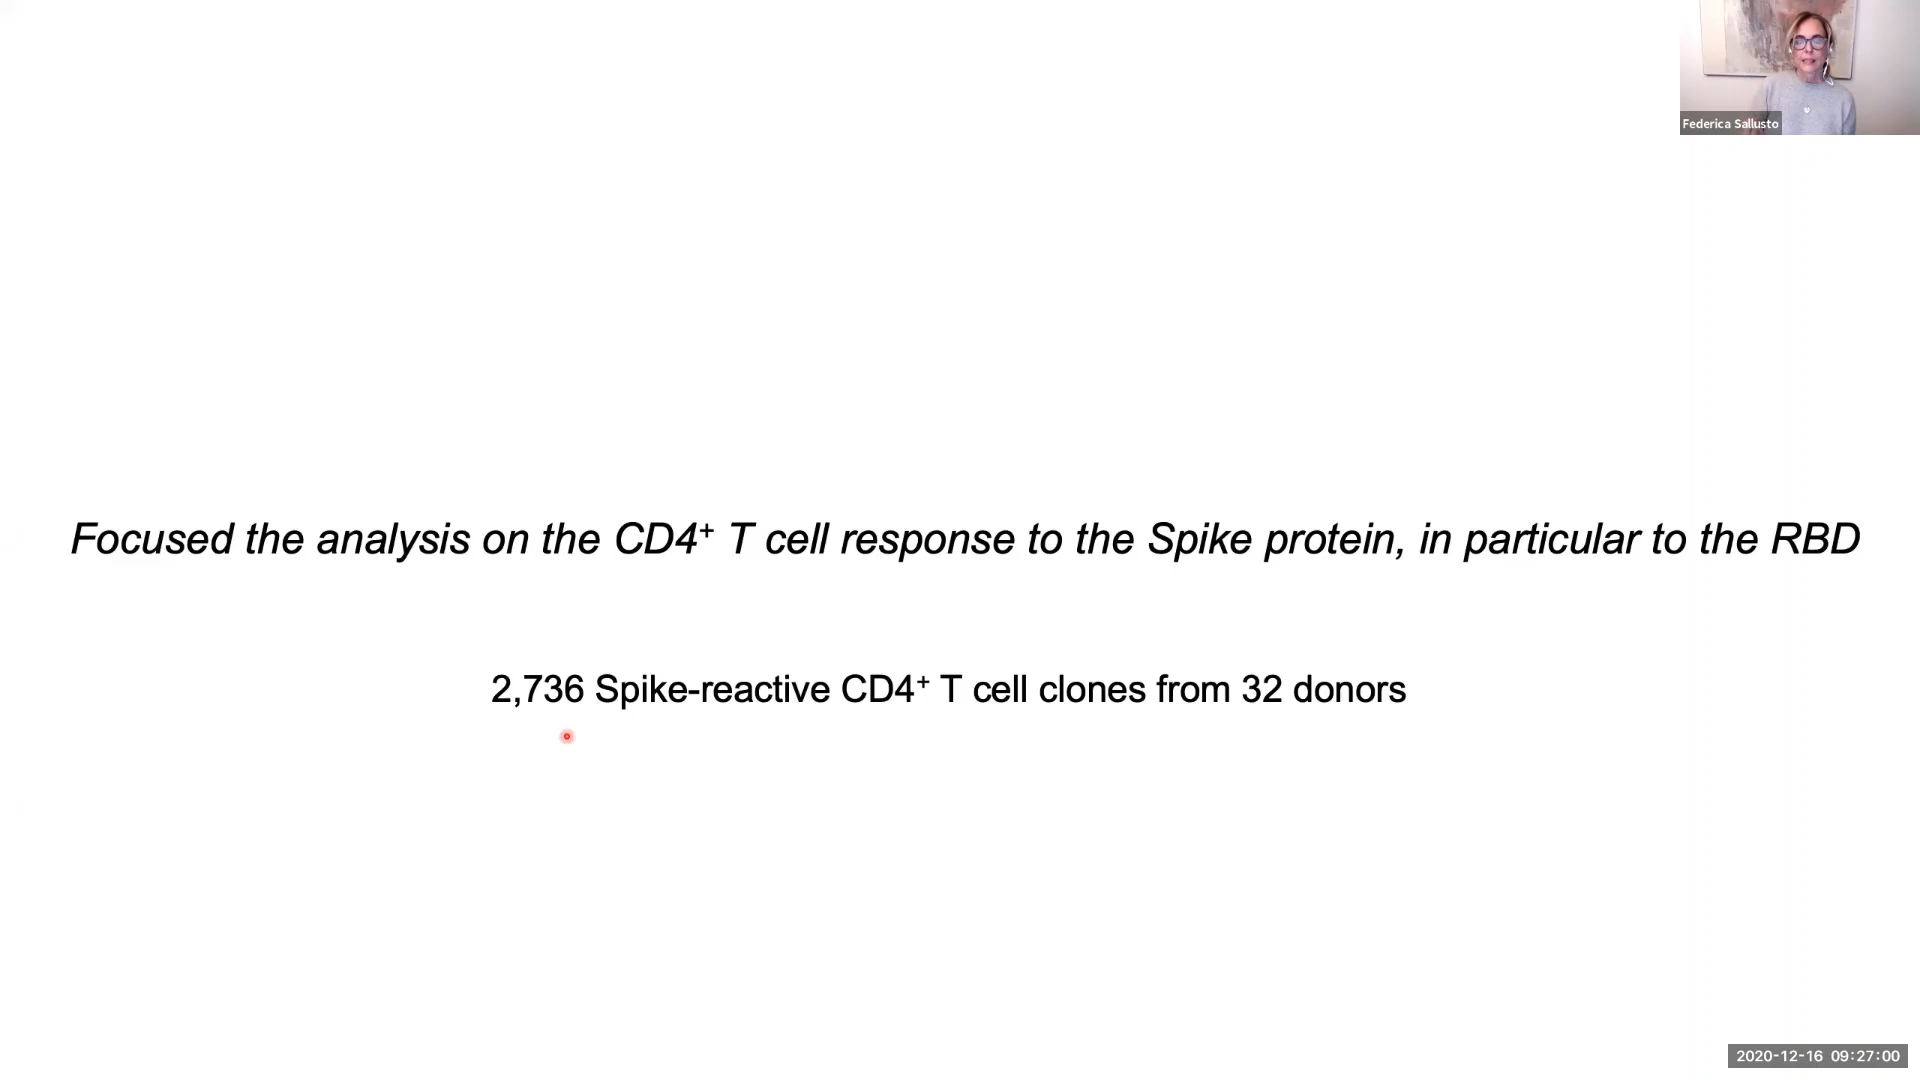 Federica Sallusto
Focused the analysis on the CD4⁺ T cell response to the Spike protein, in particular to the RBD
2,736 Spike-reactive CD4⁺ T cell clones from 32 donors
2020-12-16 09:27:00